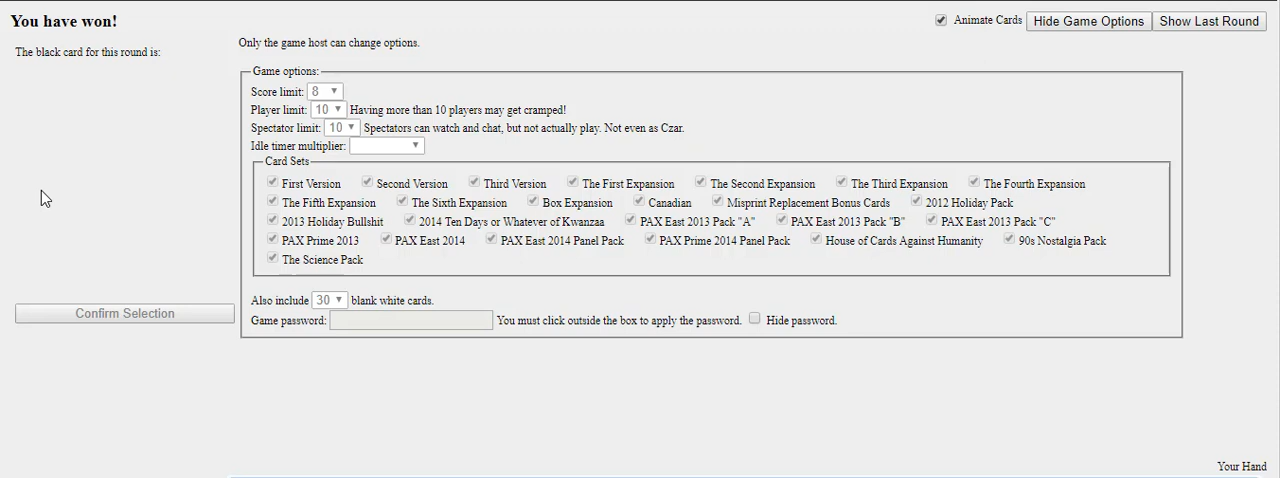 You have won!
Animate Cards Hide Game Options Show Last Round
The black card for this round is:
Only the game host can change options.
Game options:
Score limit: 8
Player limit: 10 Having more than 10 players may get cramped!
Spectator limit: 10 Spectators can watch and chat, but not actually play. Not even as Czar.
Idle timer multiplier:
Card Sets
First Version Second Version Third Version The First Expansion The Second Expansion The Third Expansion The Fourth Expansion
The Fifth Expansion The Sixth Expansion Box Expansion Canadian Misprint Replacement Bonus Cards 2012 Holiday Pack
2013 Holiday Bullshit 2014 Ten Days or Whatever of Kwanzaa PAX East 2013 Pack "A" PAX East 2013 Pack "B" PAX East 2013 Pack "C"
PAX Prime 2013 PAX East 2014 PAX East 2014 Panel Pack PAX Prime 2014 Panel Pack House of Cards Against Humanity 90s Nostalgia Pack
The Science Pack
Also include 30 blank white cards.
Confirm Selection
Game password: You must click outside the box to apply the password. Hide password.
Your Hand